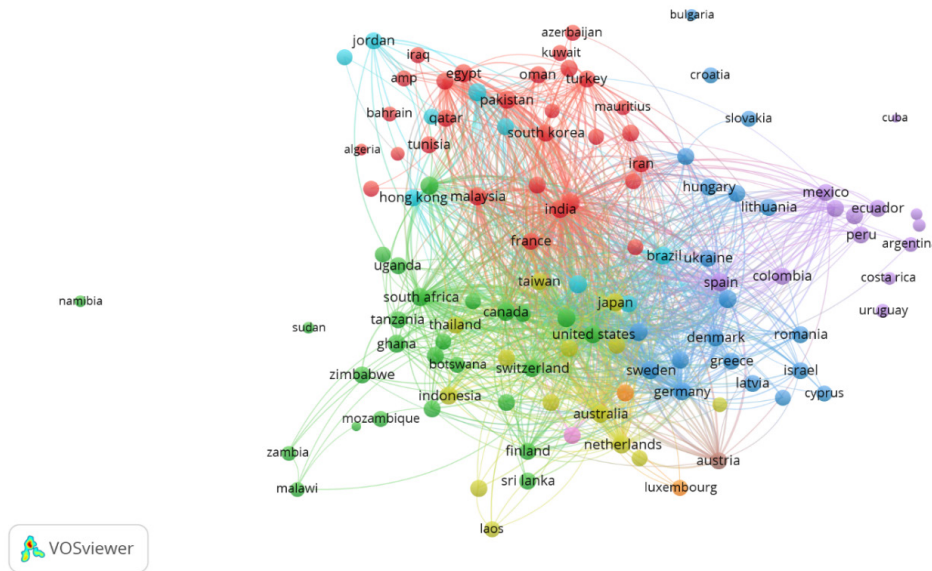 bulgaria
azerbaijan
jordan
iraq
kuwait
amp
egypt
oman
turkey
croatia
pakistan
mauritius
bahrain
qatar
south korea
slovakia
cuba
algeria
tunisia
iran
hong kong
malaysia
hungary
mexico
india
lithuania
ecuador
peru
france
argentin
uganda
brazil
ukraine
taiwan
spain
colombia
costa rica
namibia
south africa
japan
canada
uruguay
tanzania
thailand
sudan
united states
denmark
romania
ghana
botswana
switzerland
greece
zimbabwe
sweden
israel
indonesia
germany
latvia
cyprus
mozambique
australia
zambia
finland
netherlands
austria
malawi
sri lanka
luxembourg
laos
VOSviewer